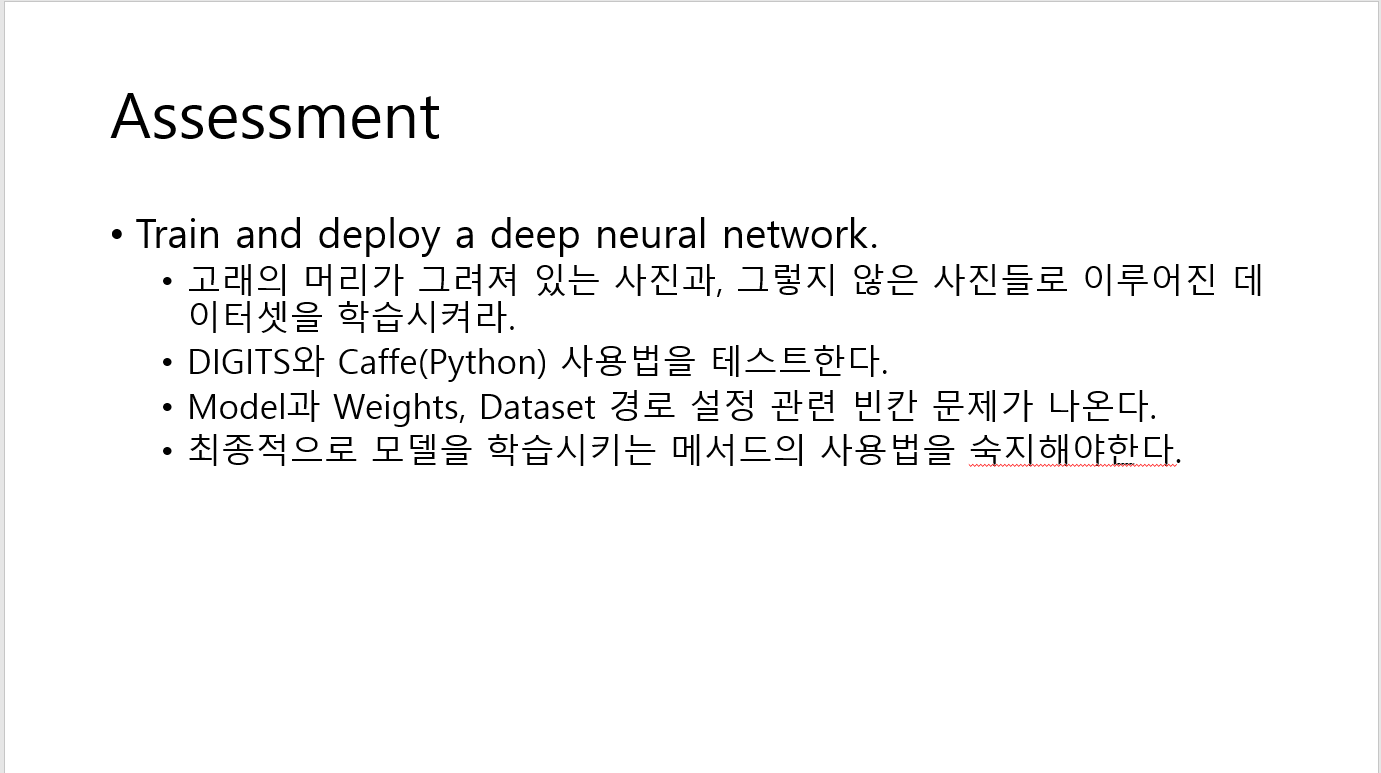 Assessment
• Train and deploy a deep neural network.
• 고래의 머리가 그려져 있는 사진과, 그렇지 않은 사진들로 이루어진 데
이터셋을 학습시켜라.
• DIGITS와 Caffe(Python) 사용법을 테스트한다.
• Model과 Weights, Dataset 경로 설정 관련 빈칸 문제가 나온다.
• 최종적으로 모델을 학습시키는 메서드의 사용법을 숙지해야한다.